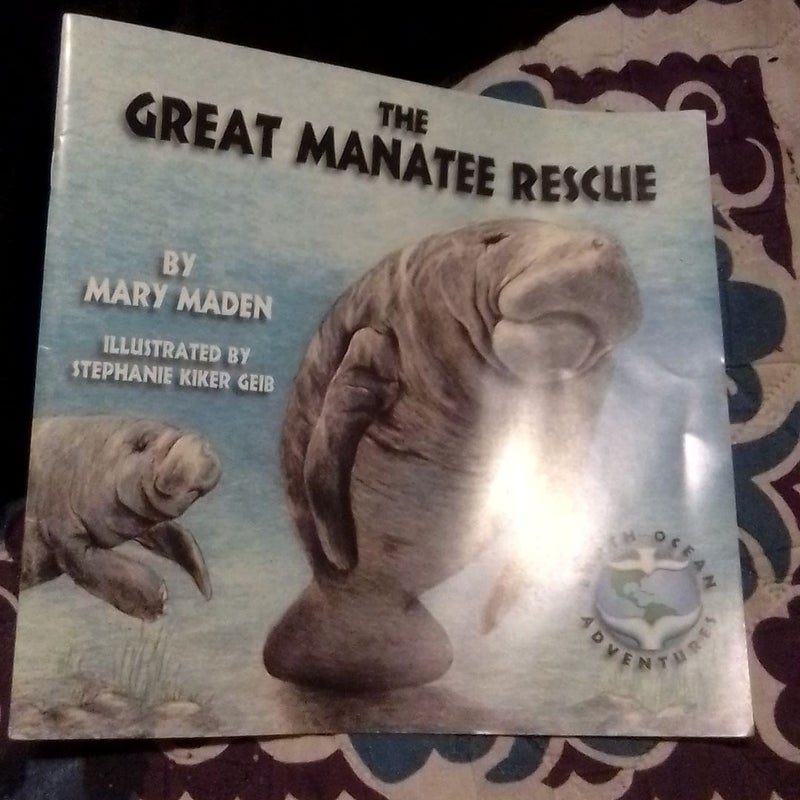 THE
GREAT MANATEE RESCUE
BY
MARY MADEN
ILLUSTRATED BY
STEPHANIE KIKER GEIB
OCEAN
ADVENTURES